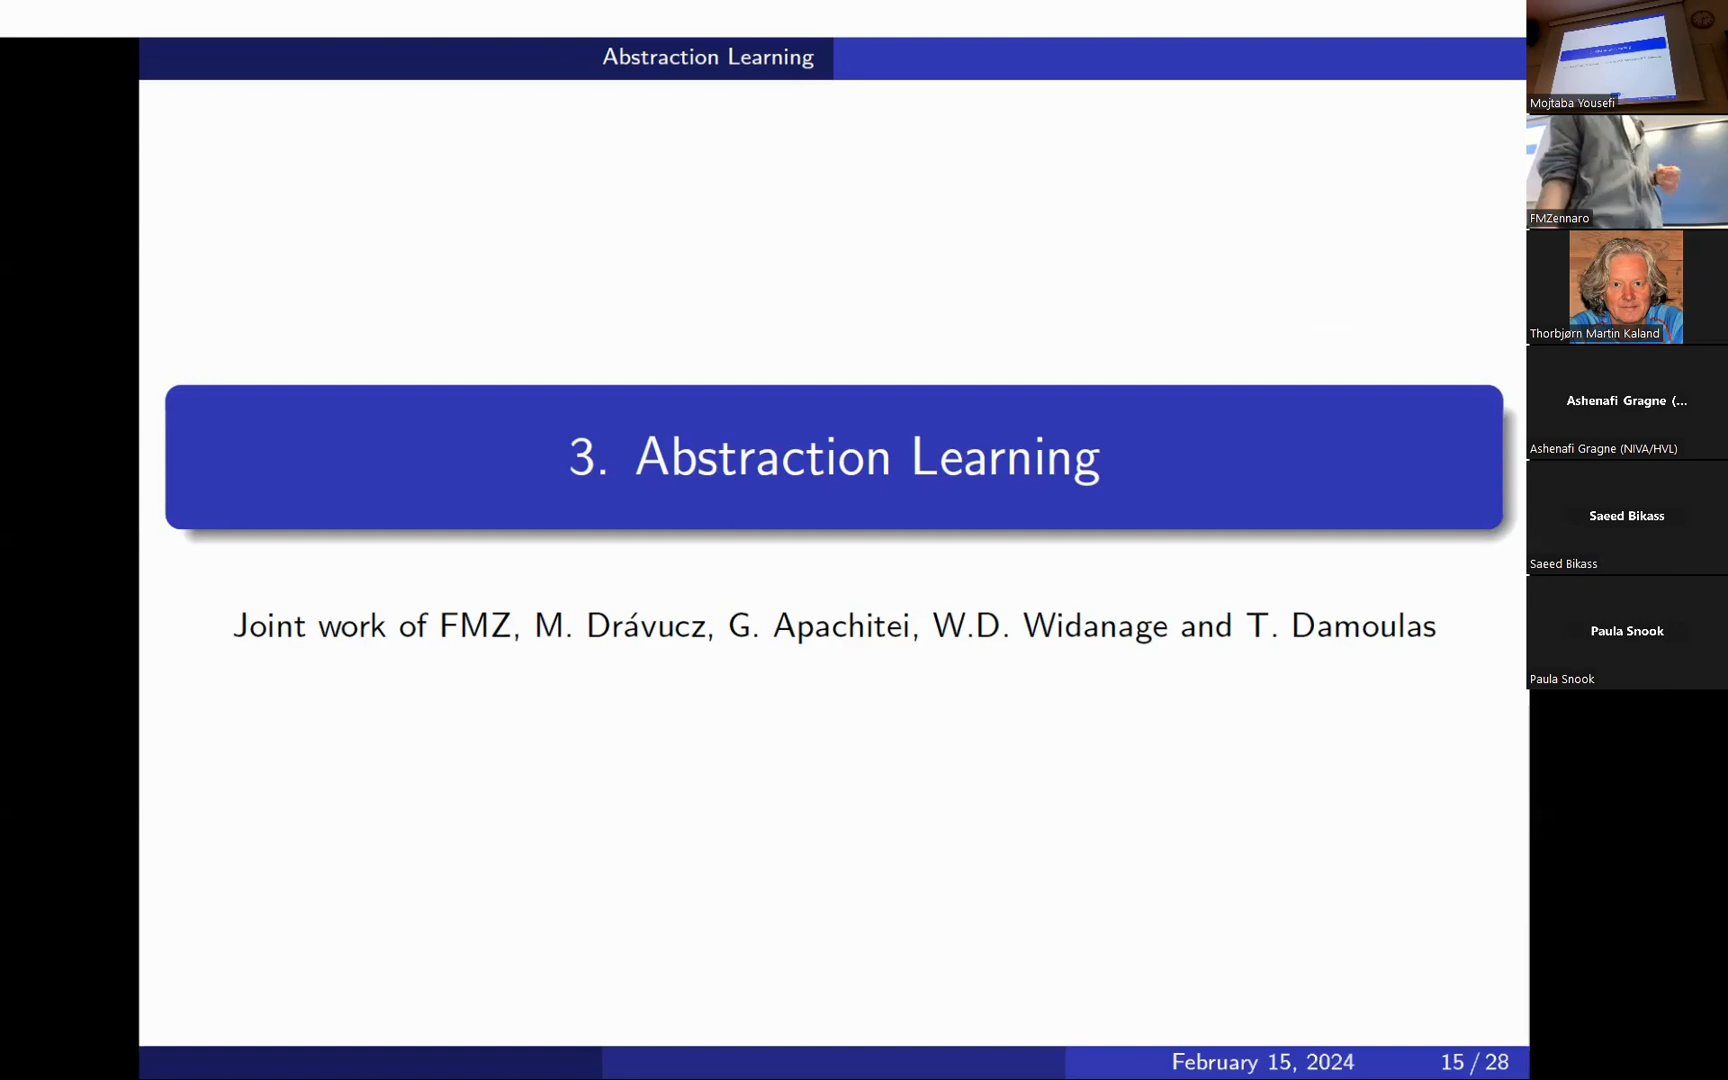 Abstraction Learning
3. Abstraction Learning
Joint work of FMZ, M. Drávucz, G. Apachitei, W.D. Widanage and T. Damoulas
February 15, 2024 15 / 28
Mojtaba Yousefi
FMZennaro
Thorbjørn Martin Kaland
Ashenafi Gragne (...
Ashenafi Gragne (NIVA/HVL)
Saeed Bikass
Saeed Bikass
Paula Snook
Paula Snook